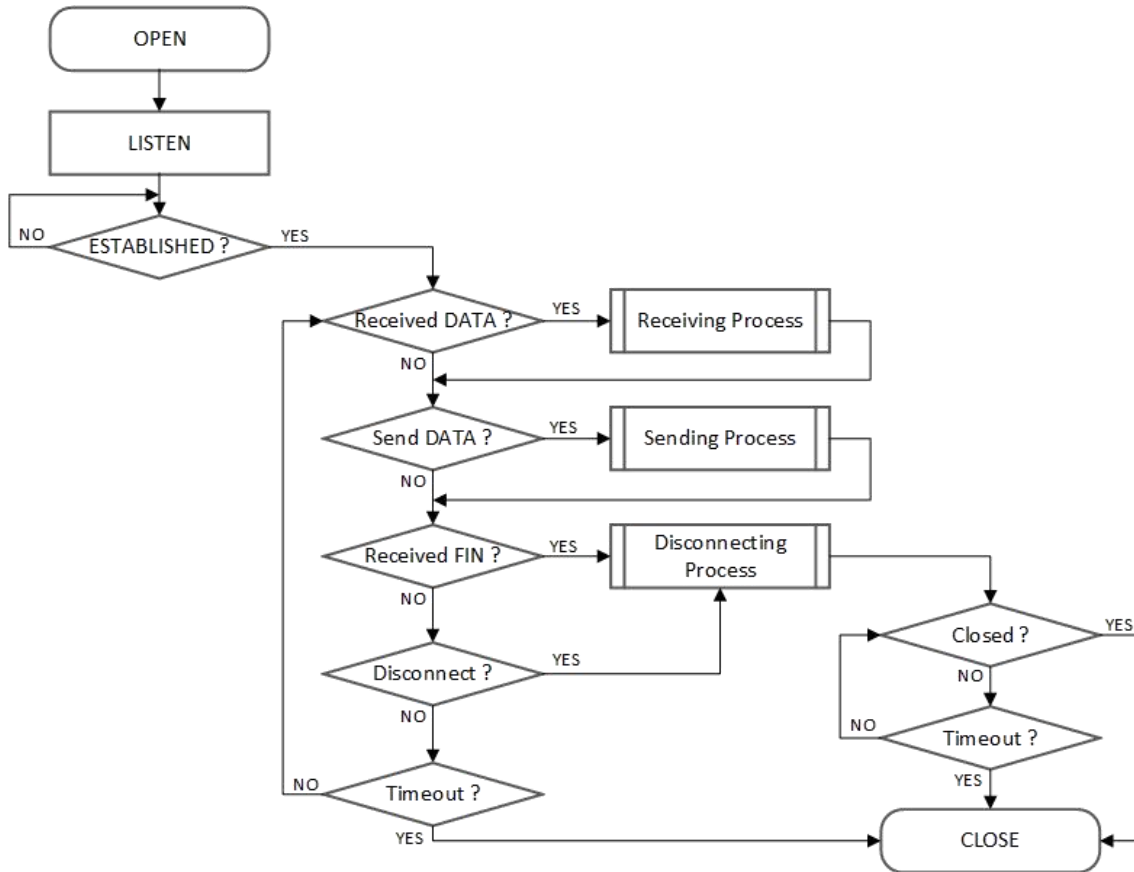 OPEN
LISTEN
ESTABLISHED ?
NO
YES
Received DATA ?
YES
Receiving Process
NO
Send DATA ?
YES
Sending Process
NO
Received FIN ?
YES
Disconnecting
Process
NO
Closed ?
YES
Disconnect ?
YES
NO
NO
NO
Timeout ?
YES
Timeout ?
NO
YES
CLOSE